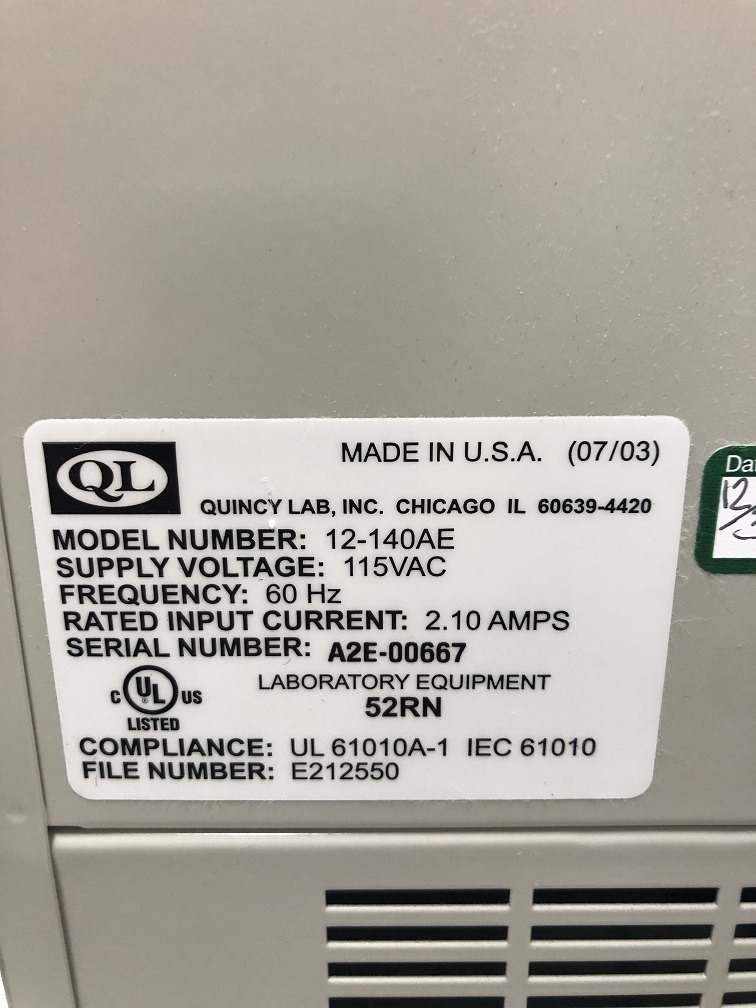 QL
MADE IN U.S.A. (07/03)
QUINCY LAB, INC. CHICAGO IL 60639-4420
MODEL NUMBER: 12-140AE
SUPPLY VOLTAGE: 115VAC
FREQUENCY: 60 Hz
RATED INPUT CURRENT: 2.10 AMPS
SERIAL NUMBER: A2E-00667
C UL ® US
LISTED
LABORATORY EQUIPMENT
52RN
COMPLIANCE: UL 61010A-1 IEC 61010
FILE NUMBER: E212550